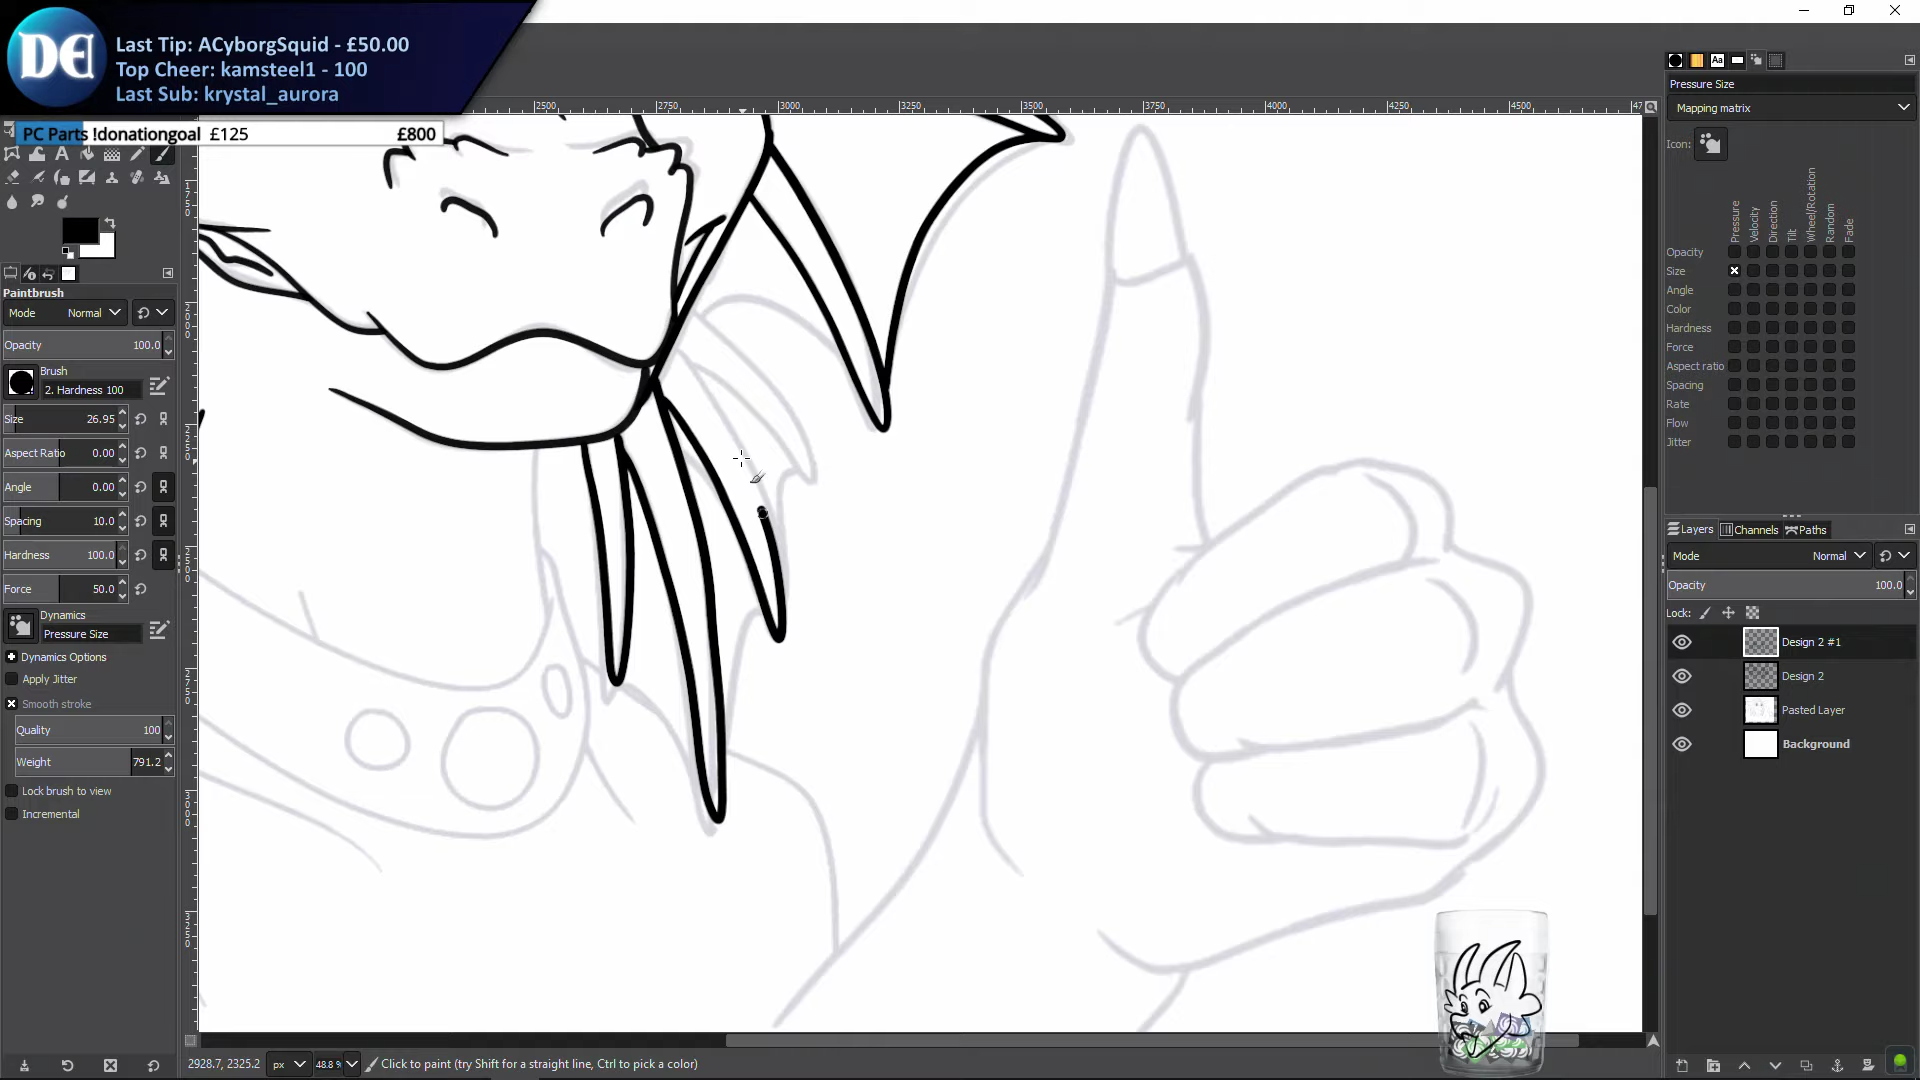 DE
Last Tip: ACyborgSquid - £50.00
Top Cheer: kamsteel1 - 100
Last Sub: krystal_aurora
PC Parts !donationgoal £125 £800
2500 2750 3000 3250 3500 3750 4000 4250 4500
Paintbrush
Mode Normal
Opacity 100.0
Brush
2. Hardness 100
Size 26.95
Aspect Ratio 0.00
Angle 0.00
Spacing 10.0
Hardness 100.0
Force 50.0
Dynamics
Pressure Size
Dynamics Options
Apply Jitter
Smooth stroke
Quality 100
Weight 791.2
Lock brush to view
Incremental
2928.7, 2325.2 px 48.8 % Click to paint (try Shift for a straight line, Ctrl to pick a color)
Aa
Pressure Size
Mapping matrix
Icon:
Pressure Velocity Direction Tilt Wheel/Rotation Random Fade
Opacity
Size
Angle
Color
Hardness
Force
Aspect ratio
Spacing
Rate
Flow
Jitter
Layers Channels Paths
Mode Normal
Opacity 100.0
Lock:
Design 2 #1
Design 2
Pasted Layer
Background